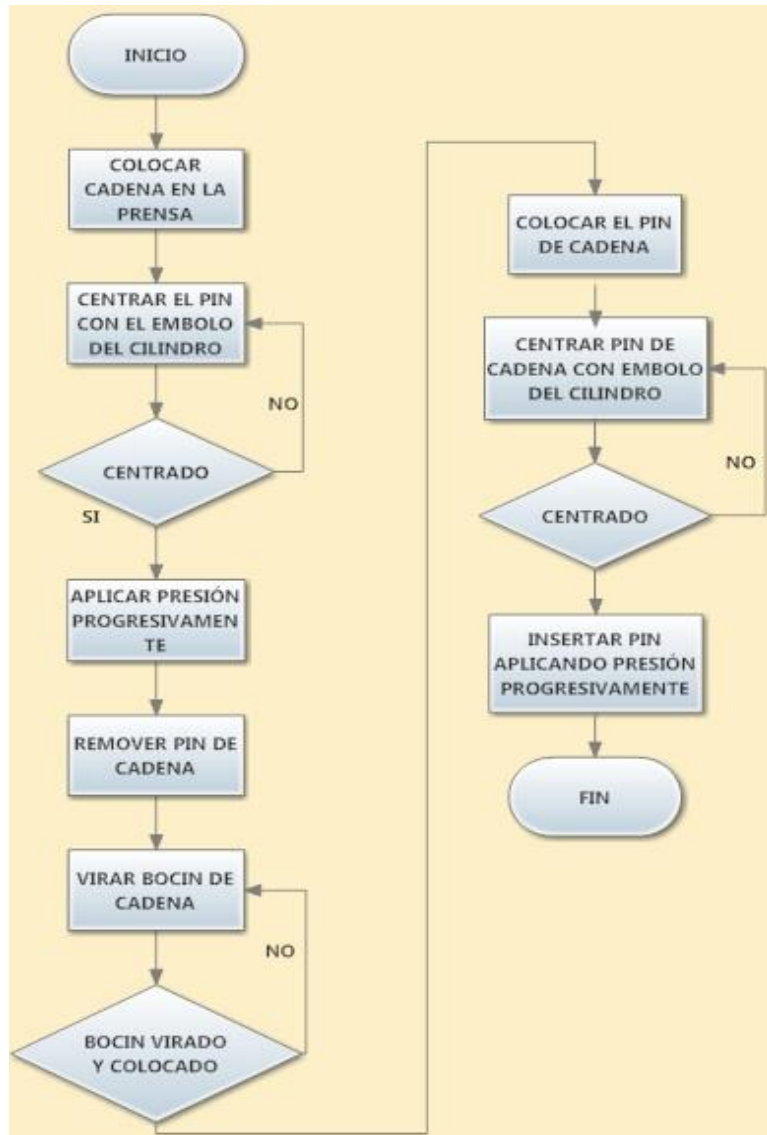 INICIO
COLOCAR
CADENA EN LA
PRENSA
CENTRAR EL PIN
CON EL EMBOLO
DEL CILINDRO
NO
CENTRADO
SI
APLICAR PRESIÓN
PROGRESIVAMEN
TE
REMOVER PIN DE
CADENA
VIRAR BOCIN DE
CADENA
NO
BOCIN VIRADO
Y COLOCADO
COLOCAR EL PIN
DE CADENA
CENTRAR PIN DE
CADENA CON EMBOLO
DEL CILINDRO
NO
CENTRADO
INSERTAR PIN
APLICANDO PRESIÓN
PROGRESIVAMENTE
FIN